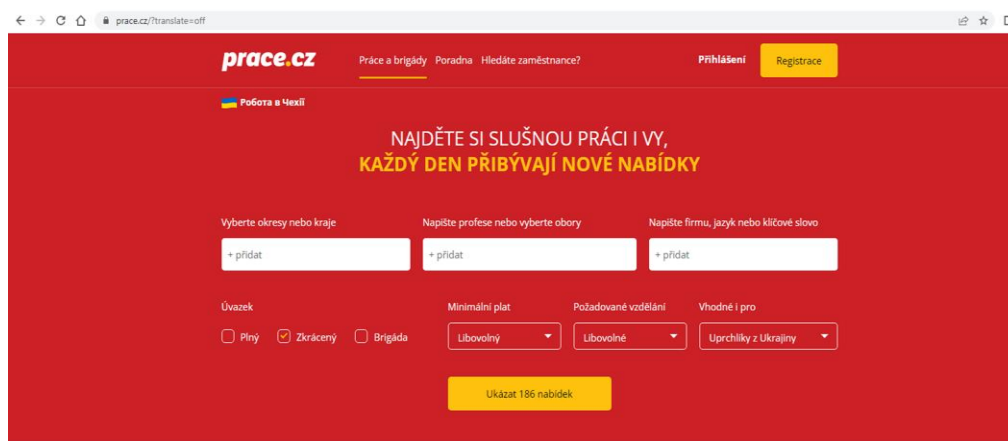 prace.cz/?translate=off
prace.cz Práce a brigády Poradna Hledáte zaměstnance? Přihlášení Registrace
Робота в Чехії
NAJDĚTE SI SLUŠNOU PRÁCI I VY,
KAŽDÝ DEN PŘIBÝVAJÍ NOVÉ NABÍDKY
Vyberte okresy nebo kraje Napište profese nebo vyberte obory Napište firmu, jazyk nebo klíčové slovo
+ přidat + přidat + přidat
Úvazek Minimální plat Požadované vzdělání Vhodné i pro
Plný Zkrácený Brigáda Libovolný Libovolné Uprchlíky z Ukrajiny
Ukázat 186 nabídek